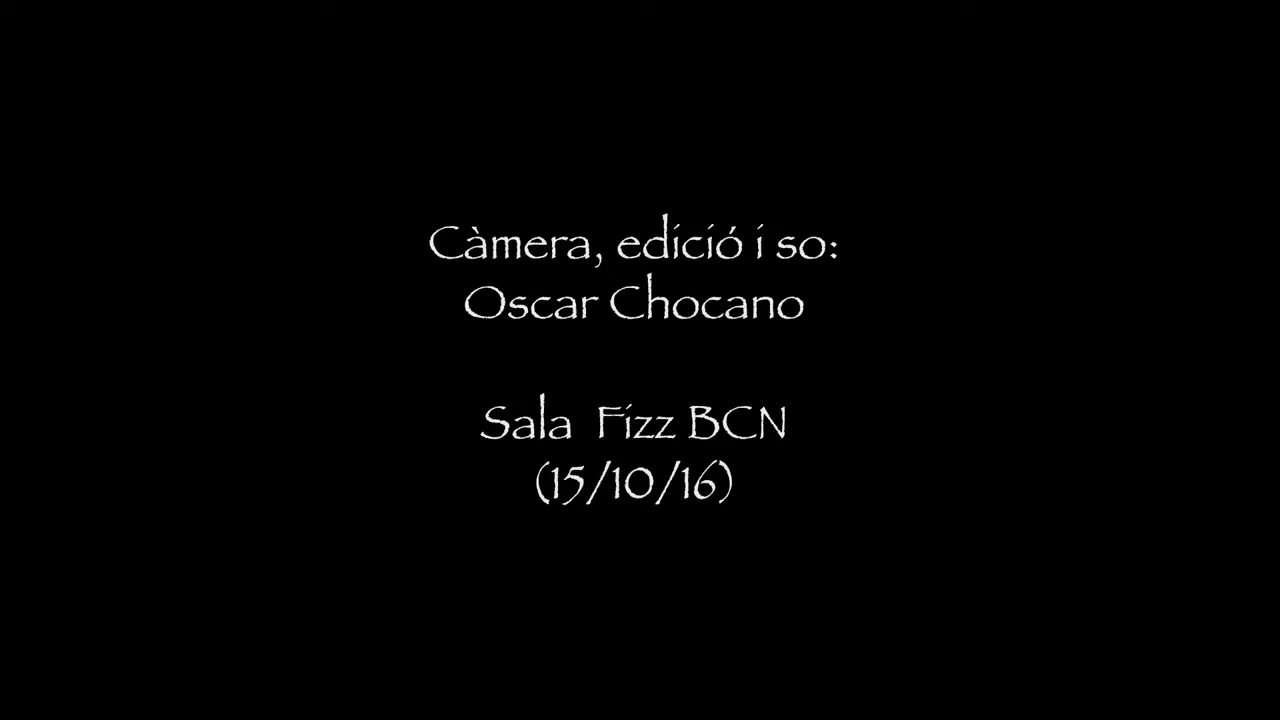 Càmera, edició i so:
Oscar Chocano
Sala Fizz BCN
(15/10/16)